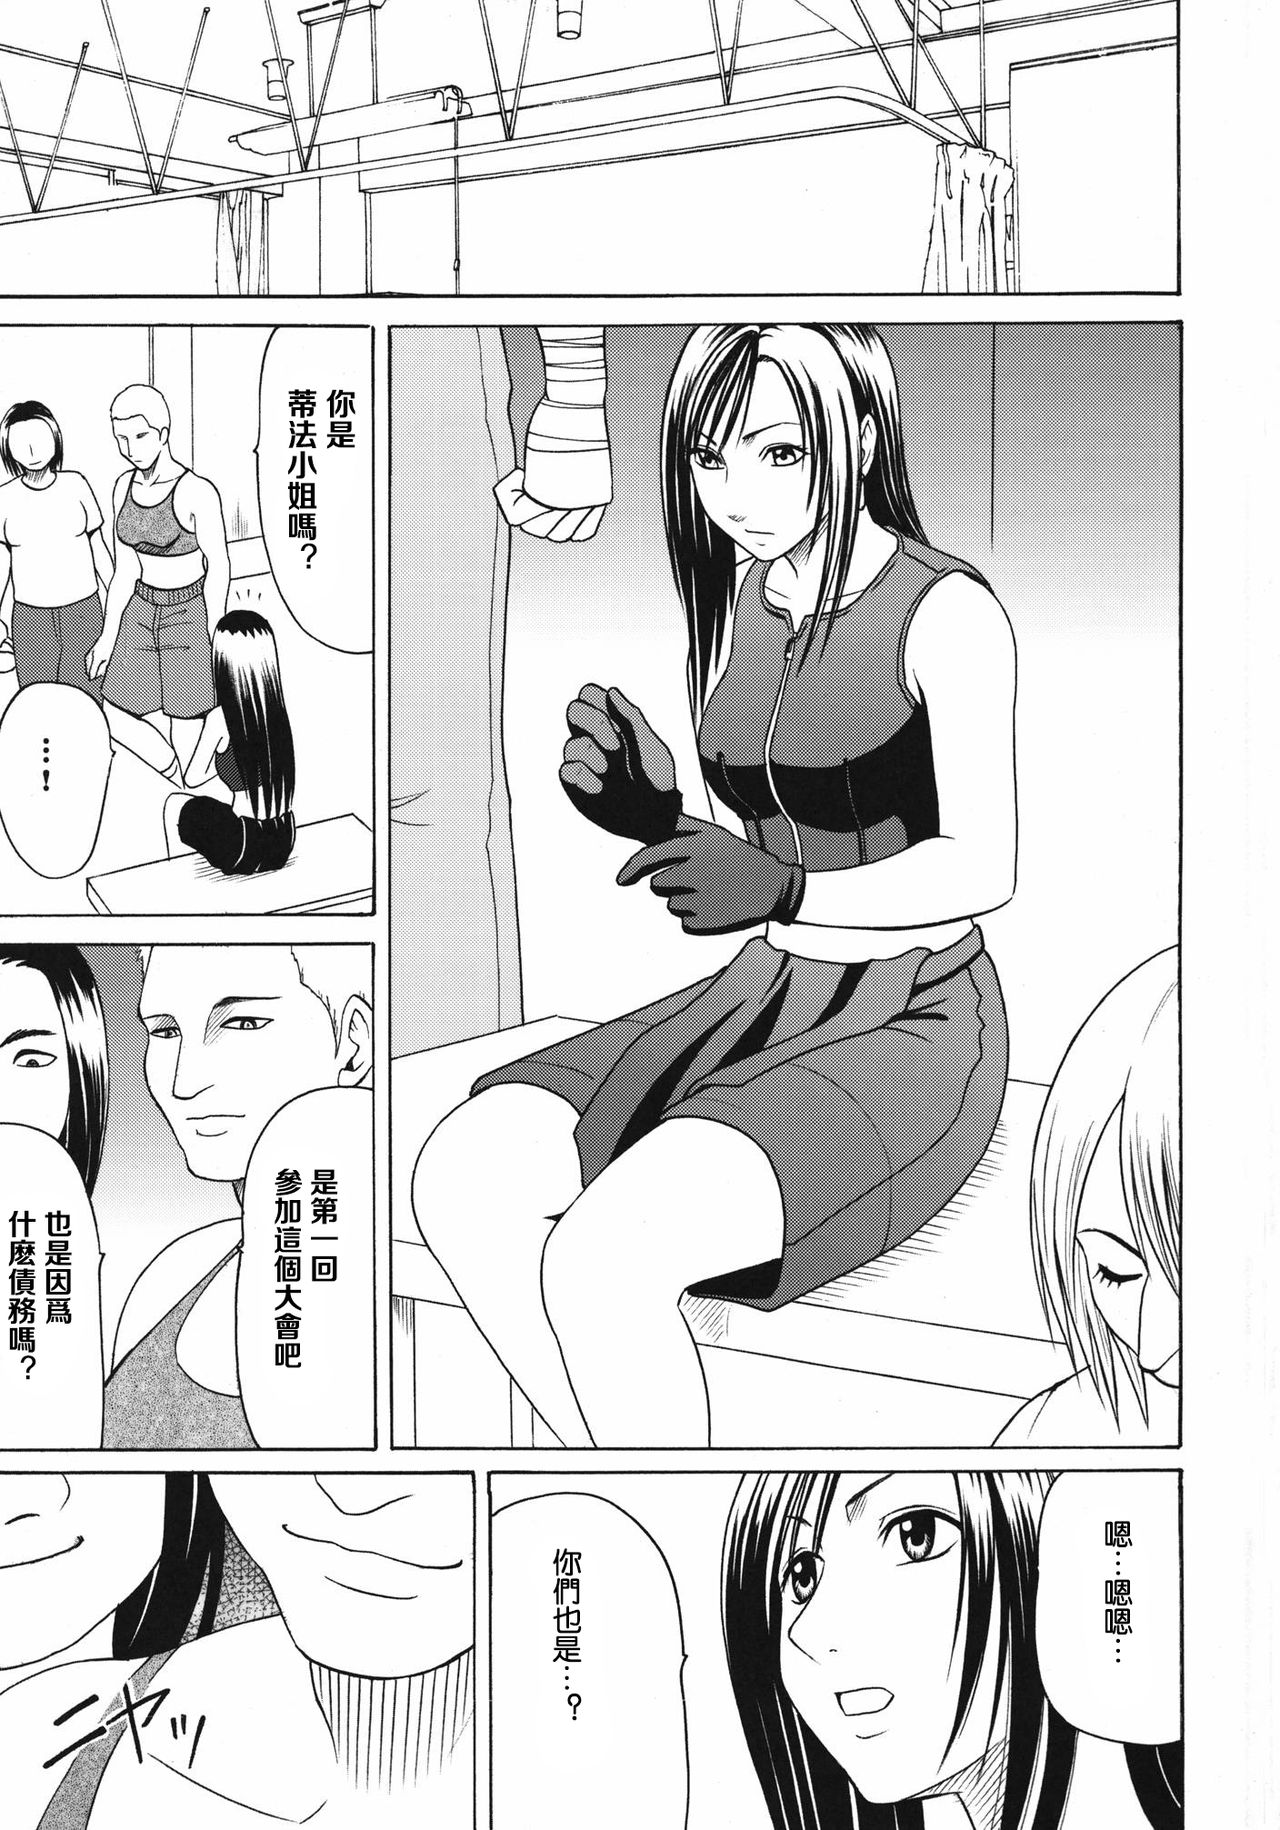 你是
蒂法小姐嗎？
…！
是第一回
參加這個大會吧
也是因爲
什麽債務嗎？
嗯…嗯嗯…
你們也是…？
ニヤッ